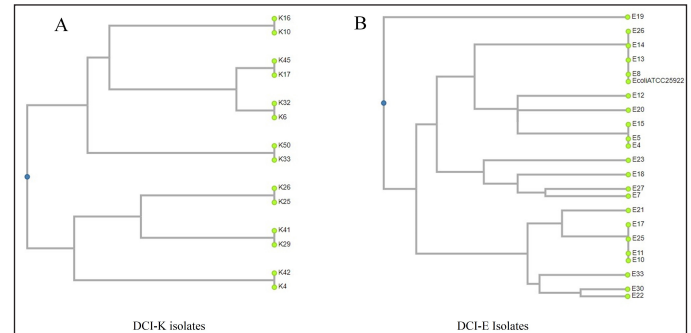 A
K16
K10
K45
K17
K32
K6
K50
K33
K26
K25
K41
K29
K42
K4
DCI-K isolates
B
E19
E26
E14
E13
E8
EcoliATCC25922
E12
E20
E15
E5
E4
E23
E18
E27
E7
E21
E17
E25
E11
E10
E33
E30
E22
DCI-E Isolates